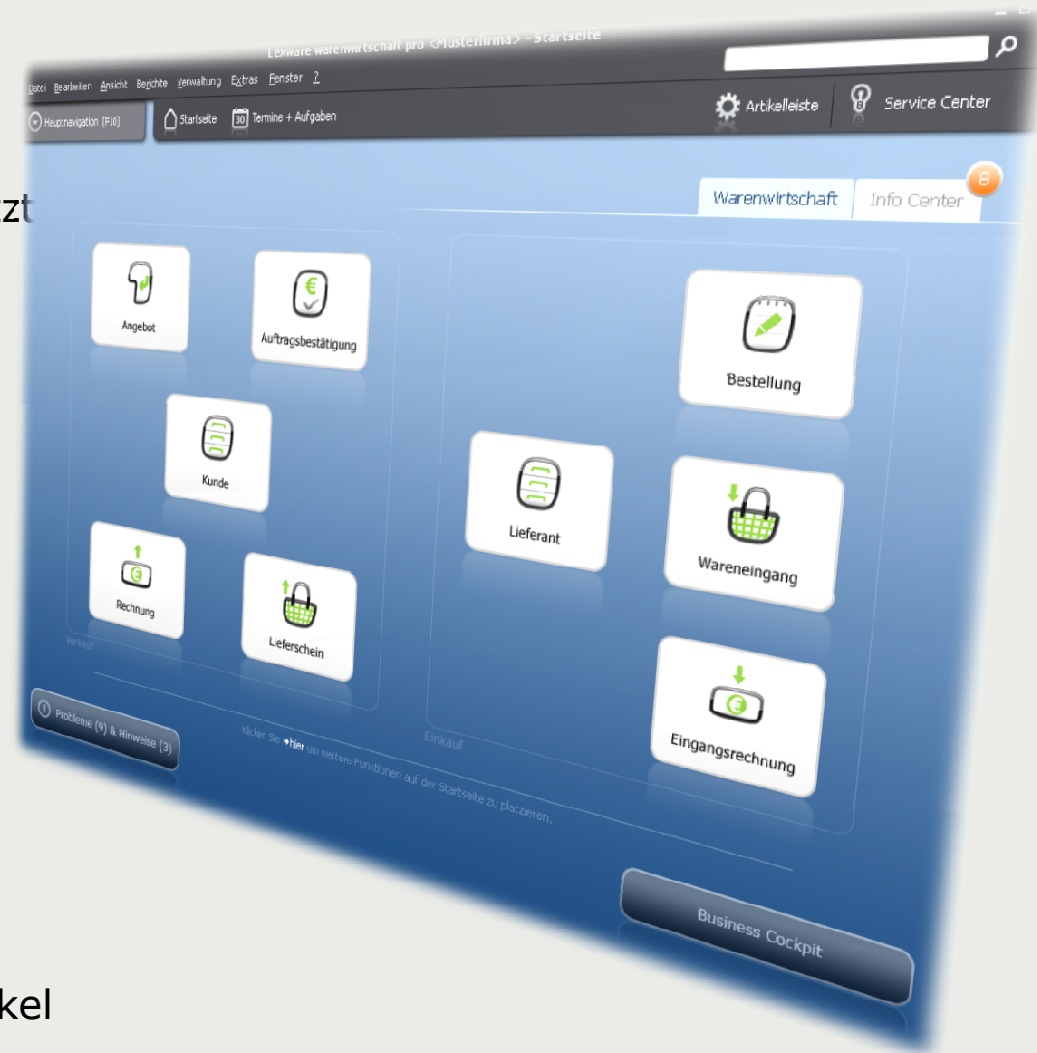 Lexware warenwirtschaft pro <Musterfirma> - Startseite
Datei Bearbeiten Ansicht Berichte Verwaltung Extras Fenster ?
Hauptnavigation [F10] Startseite 30 Termine + Aufgaben Artikelleiste Service Center
zt
Warenwirtschaft Info Center 8
Angebot
Auftragsbestätigung
Kunde
Rechnung
Lieferschein
Verkauf
Bestellung
Lieferant
Wareneingang
Eingangsrechnung
Einkauf
Probleme (9) & Hinweise (3)
Klicken Sie hier um weitere Funktionen auf der Startseite zu platzieren.
Business Cockpit
kel